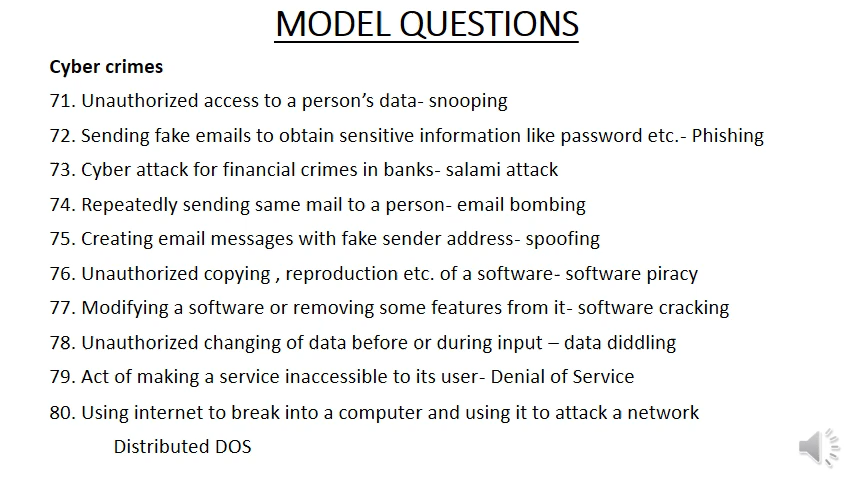 MODEL QUESTIONS
Cyber crimes
71. Unauthorized access to a person’s data- snooping
72. Sending fake emails to obtain sensitive information like password etc.- Phishing
73. Cyber attack for financial crimes in banks- salami attack
74. Repeatedly sending same mail to a person- email bombing
75. Creating email messages with fake sender address- spoofing
76. Unauthorized copying , reproduction etc. of a software- software piracy
77. Modifying a software or removing some features from it- software cracking
78. Unauthorized changing of data before or during input – data diddling
79. Act of making a service inaccessible to its user- Denial of Service
80. Using internet to break into a computer and using it to attack a network
Distributed DOS